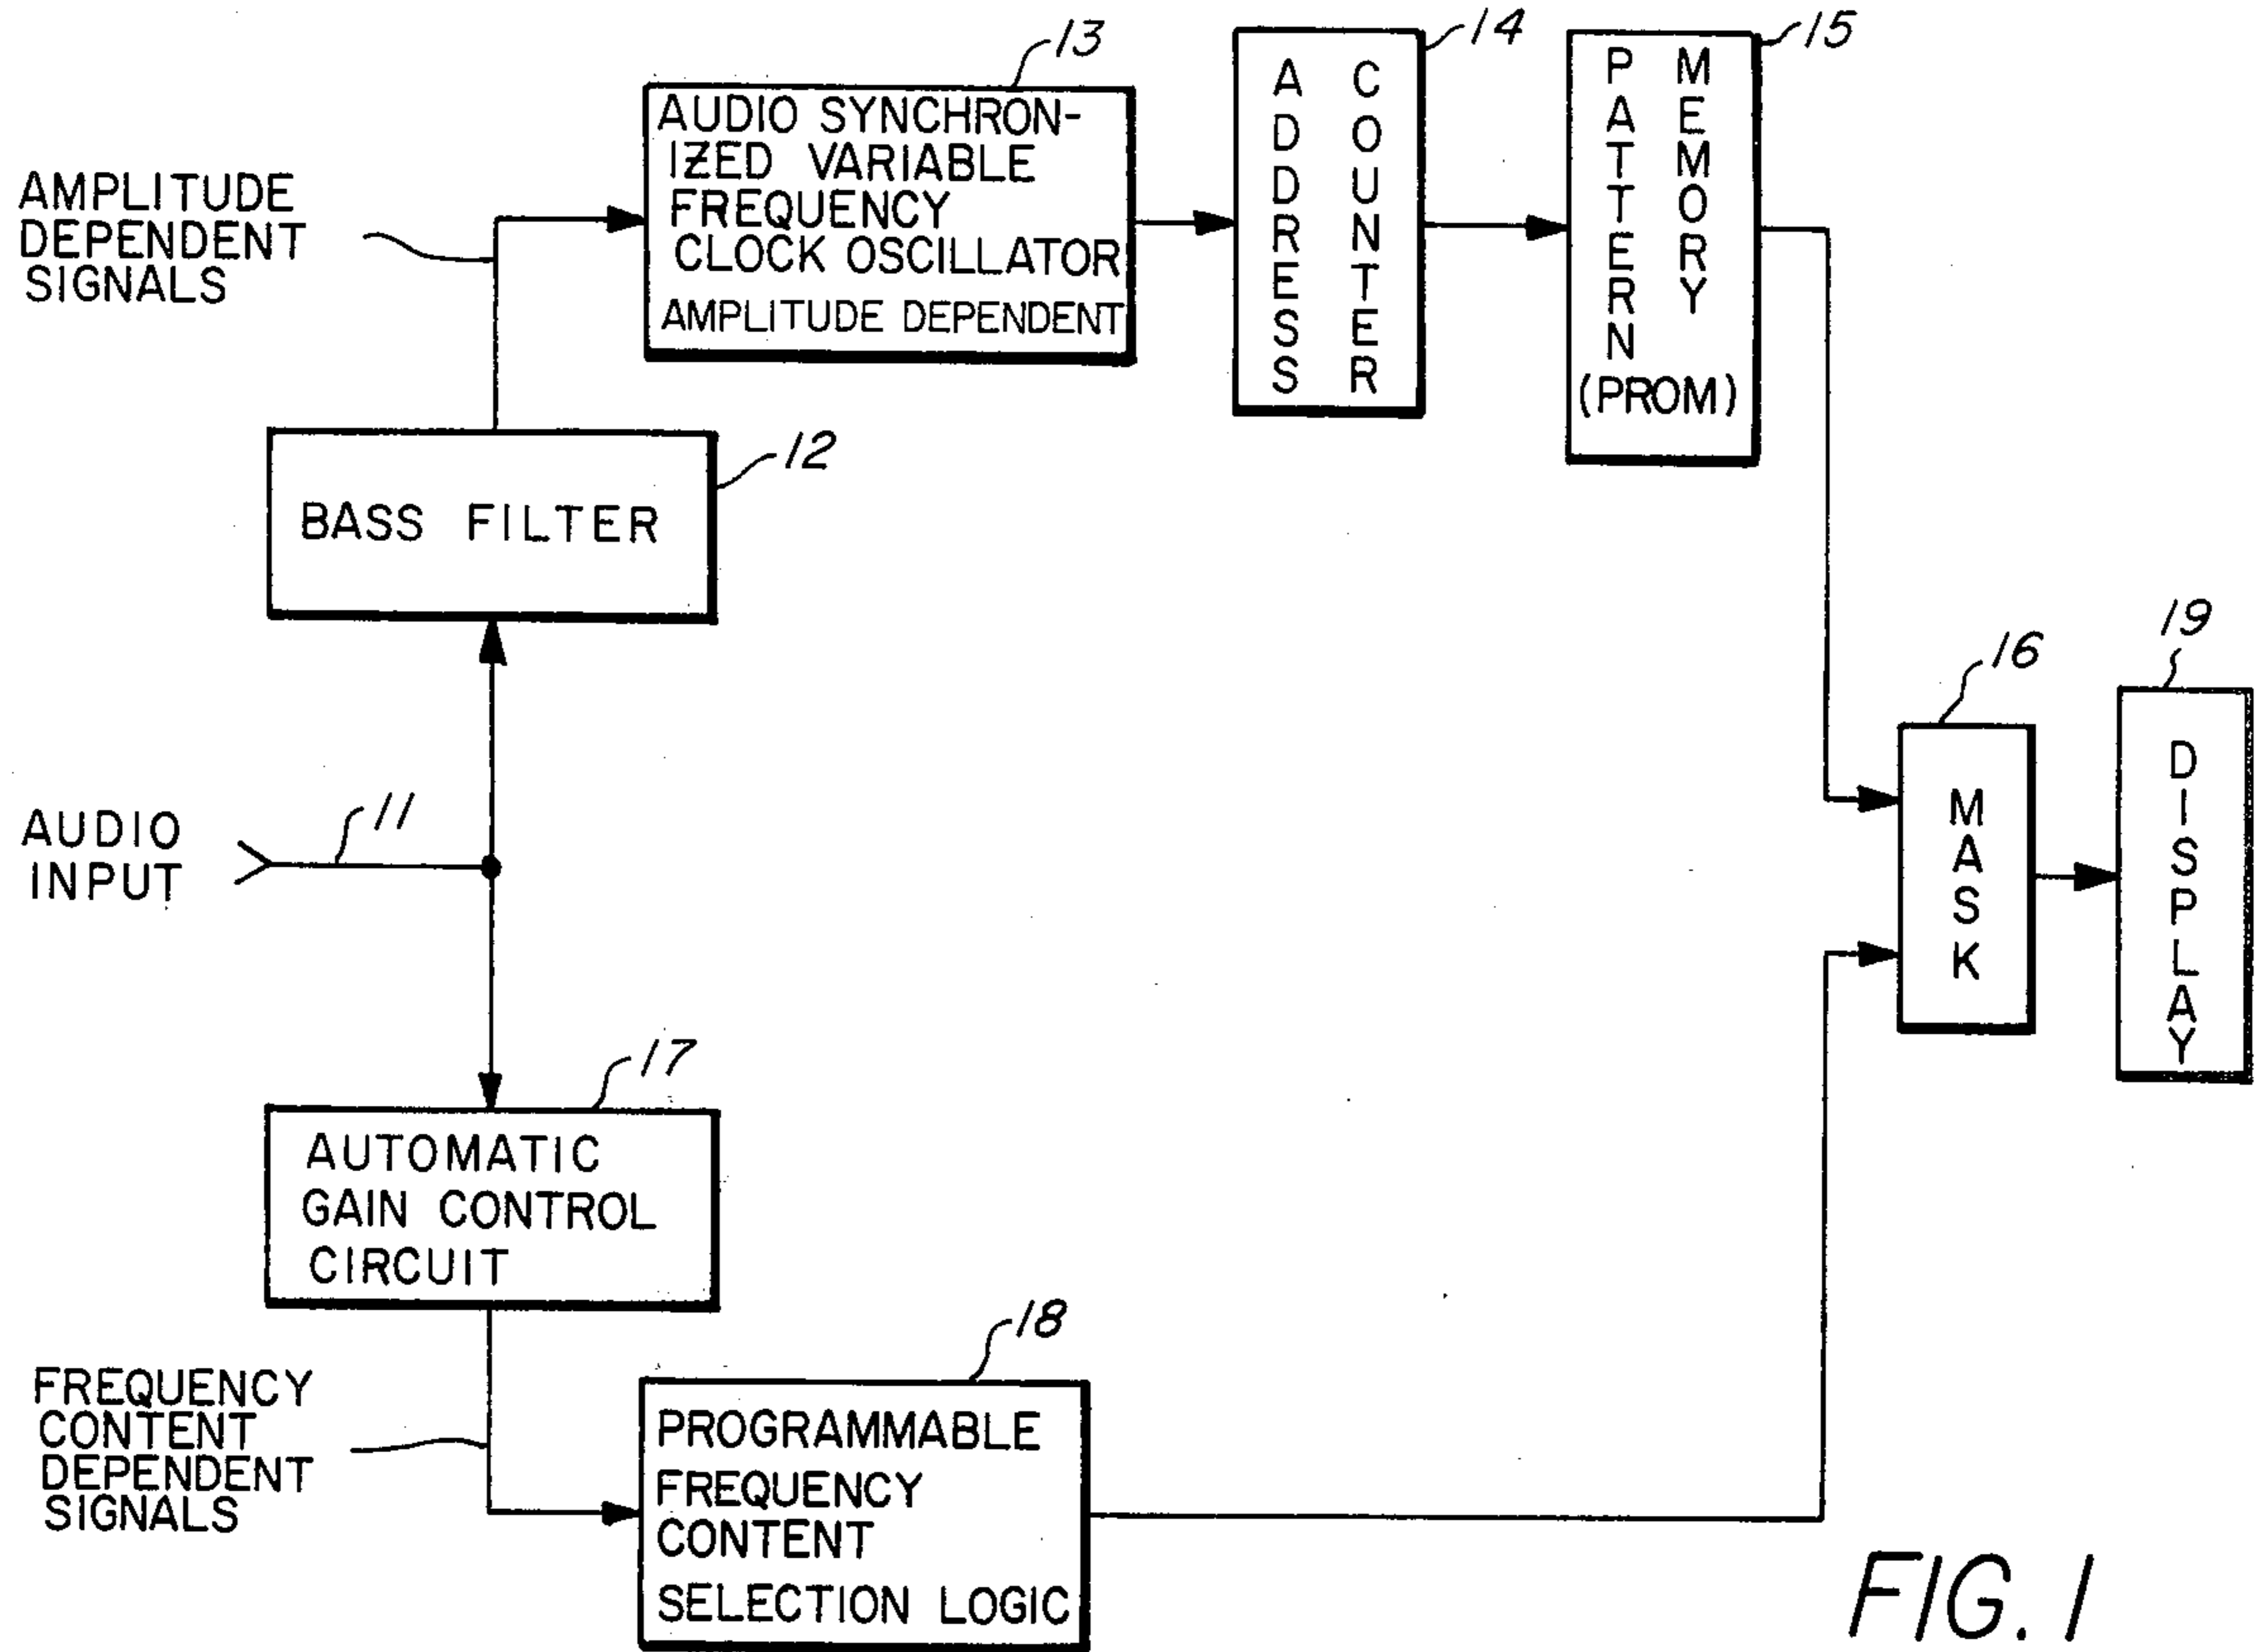 13
AUDIO SYNCHRON-
IZED VARIABLE
FREQUENCY
CLOCK OSCILLATOR
AMPLITUDE DEPENDENT
14
ADDRESS
COUNTER
15
PATTERN
MEMORY
(PROM)
AMPLITUDE
DEPENDENT
SIGNALS
12
BASS FILTER
AUDIO
INPUT
11
16
MASK
19
DISPLAY
17
AUTOMATIC
GAIN CONTROL
CIRCUIT
FREQUENCY
CONTENT
DEPENDENT
SIGNALS
18
PROGRAMMABLE
FREQUENCY
CONTENT
SELECTION LOGIC
FIG. 1